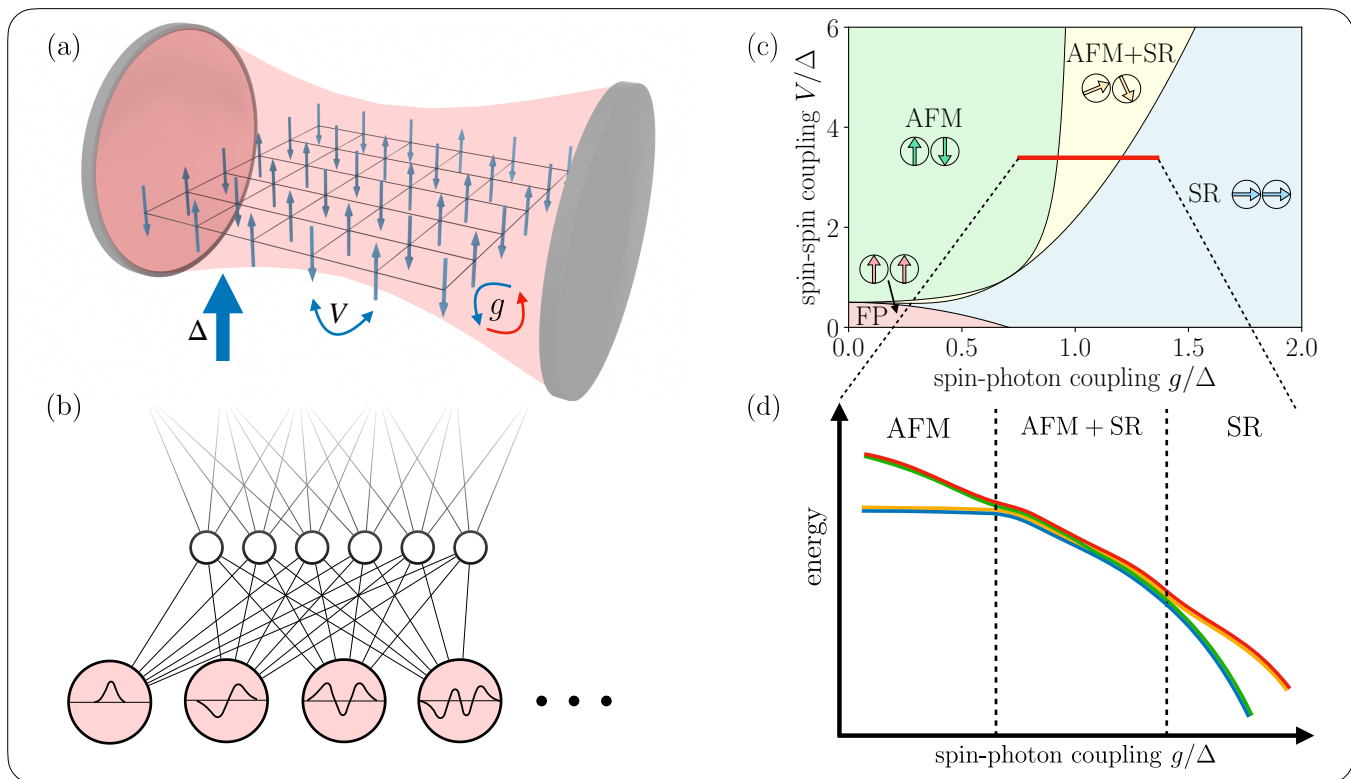 (a)
Δ
V
g
(b)
(c)
spin-spin coupling V/Δ
6
4
2
0
AFM+SR
AFM
SR
FP
0.0 0.5 1.0 1.5 2.0
spin-photon coupling g/Δ
(d)
AFM AFM + SR SR
energy
spin-photon coupling g/Δ